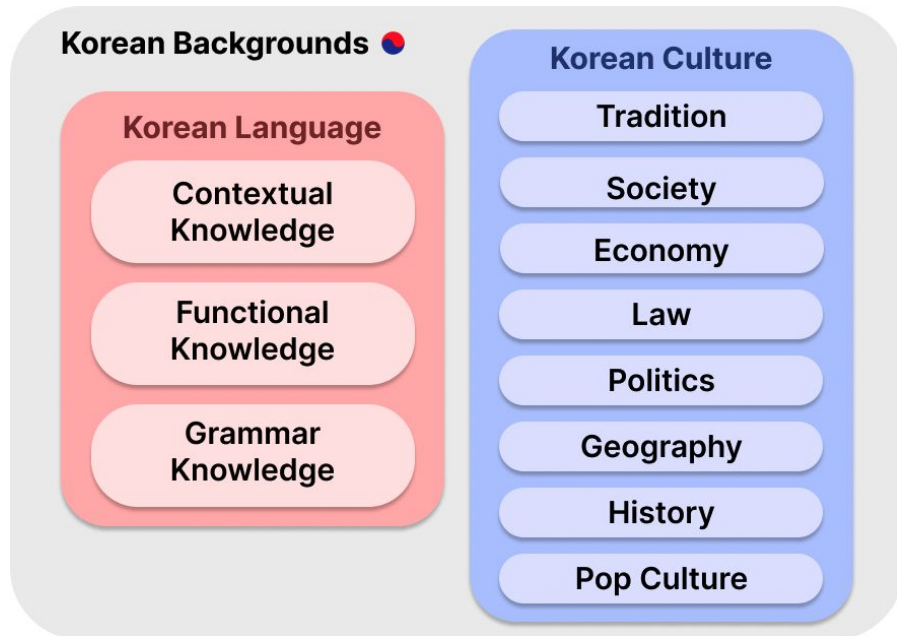 Korean Backgrounds
Korean Language
Contextual
Knowledge
Functional
Knowledge
Grammar
Knowledge
Korean Culture
Tradition
Society
Economy
Law
Politics
Geography
History
Pop Culture